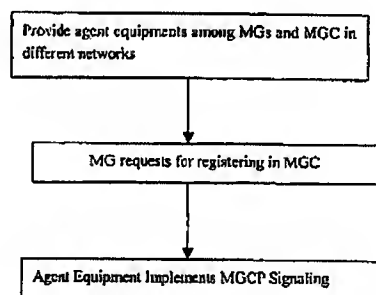 Provide agent equipments among MGs and MGC in
different networks
MG requests for registering in MGC
Agent Equipment Implements MGCP Signaling